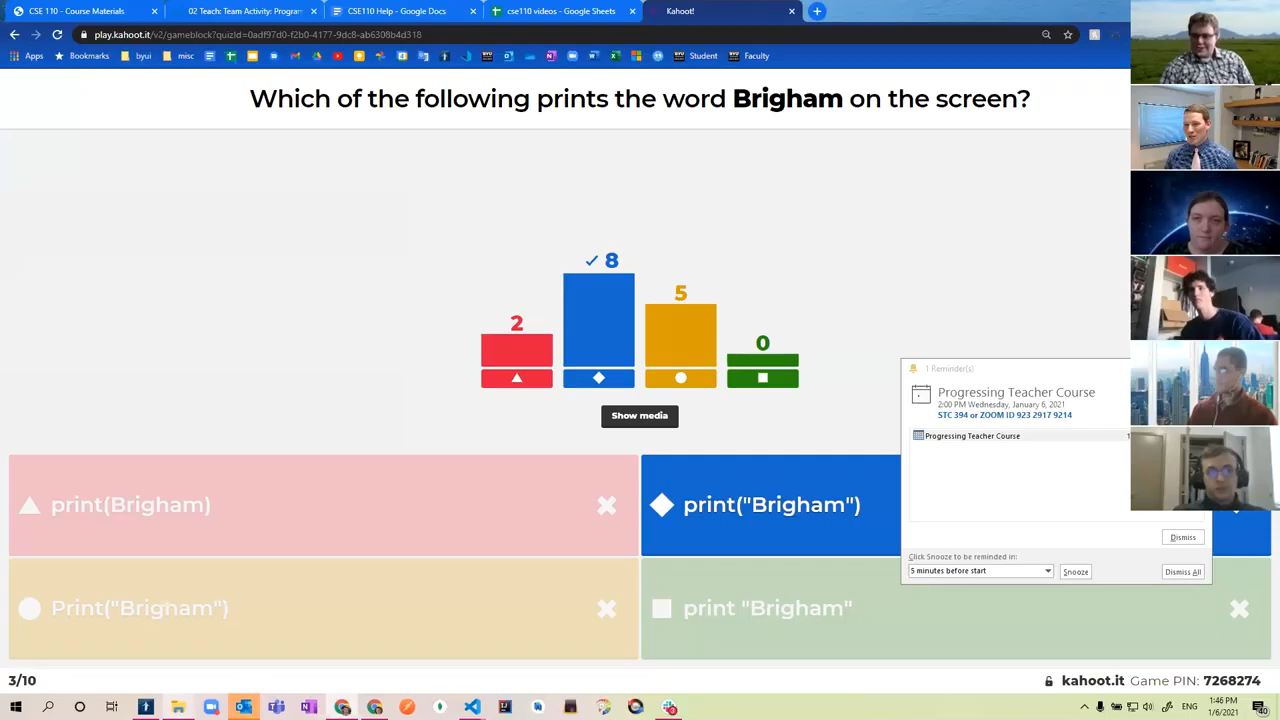 CSE 110 - Course Materials
02 Teach: Team Activity: Program
CSE110 Help - Google Docs
cse110 videos - Google Sheets
Kahoot!
play.kahoot.it/v2/gameblock?quizId=0adf97d0-f2b0-4177-9dc8-ab6308b4d318
Apps
Bookmarks
byui
misc
Student
Faculty
Which of the following prints the word Brigham on the screen?
2
8
5
0
Show media
1 Reminder(s)
Progressing Teacher Course
2:00 PM Wednesday, January 6, 2021
STC 394 or ZOOM ID 923 2917 9214
Progressing Teacher Course
Dismiss
Click Snooze to be reminded in:
5 minutes before start
Snooze
Dismiss All
print(Brigham)
print("Brigham")
Print("Brigham")
print "Brigham"
3/10
kahoot.it Game PIN: 7268274
1:46 PM
1/6/2021
40